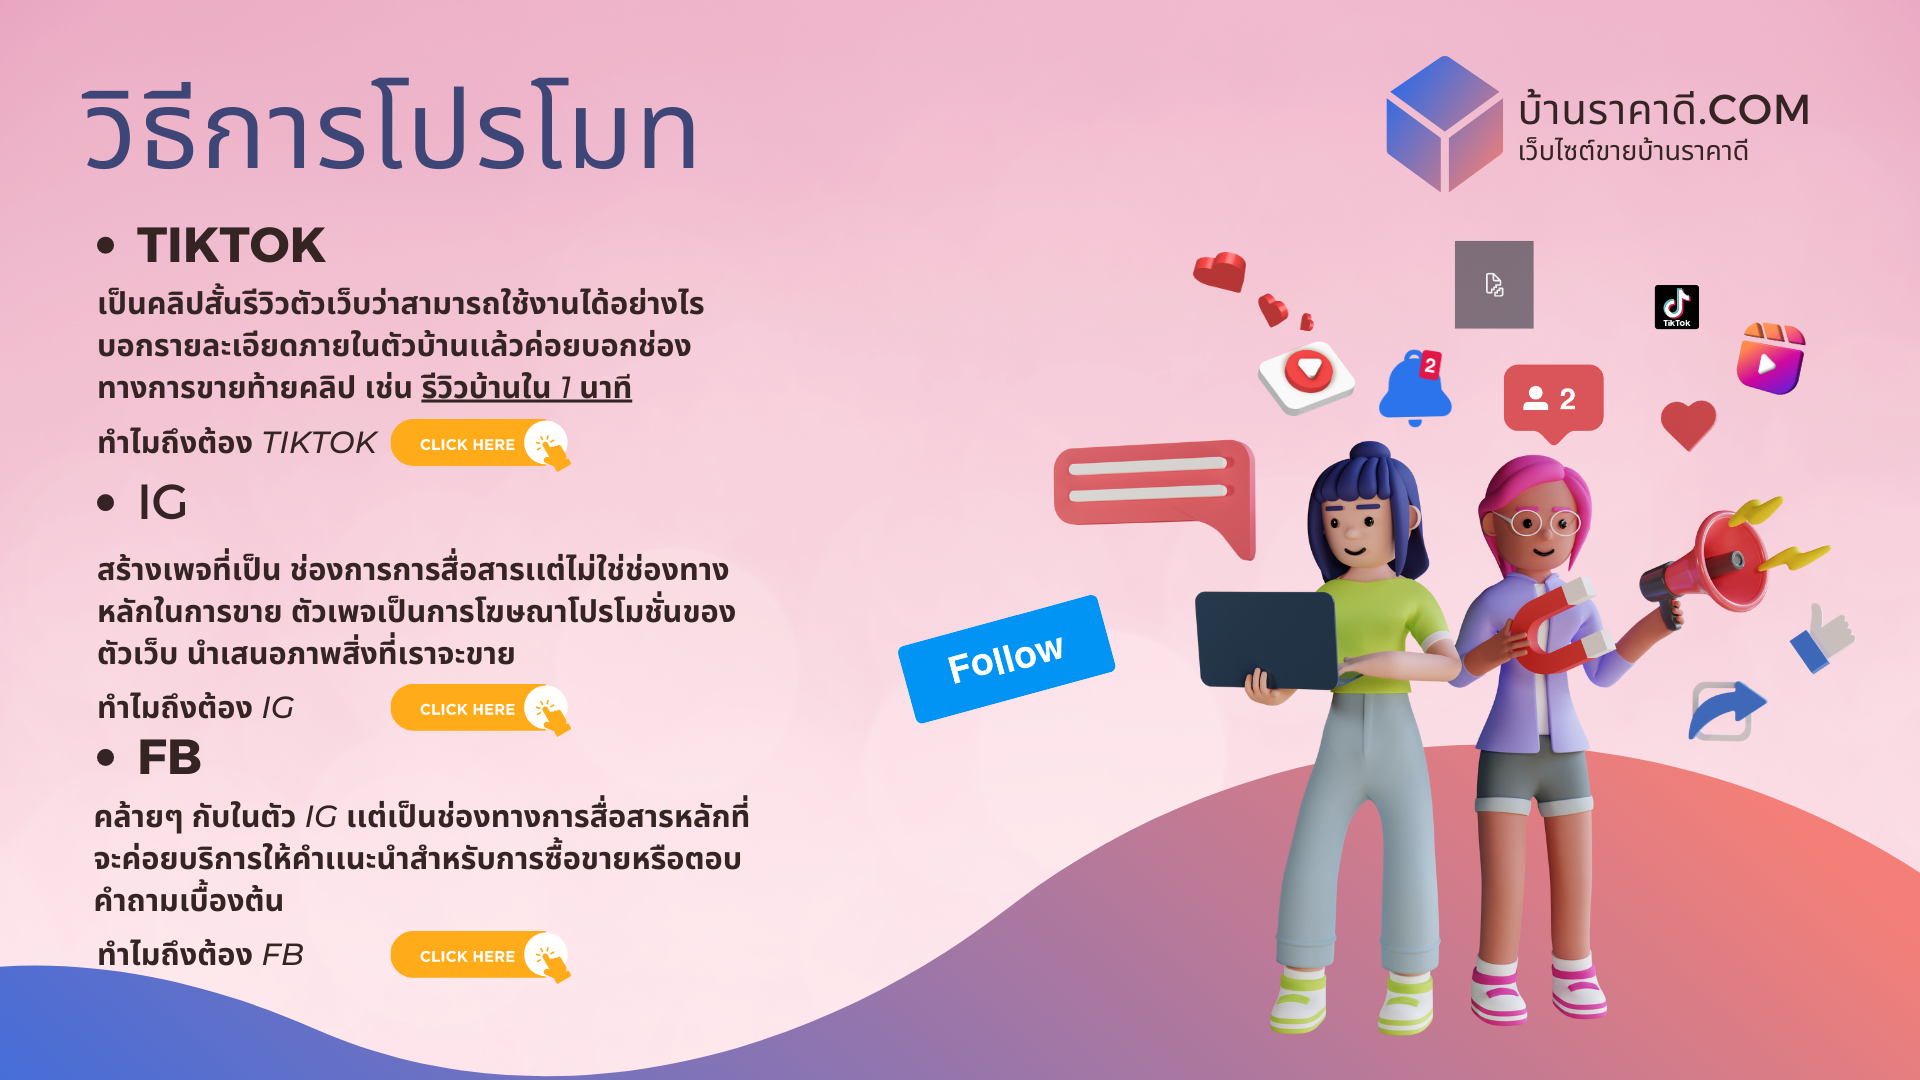 วิธีการโปรโมท
บ้านราคาดี.COM
เว็บไซต์ขายบ้านราคาดี
• TIKTOK
เป็นคลิปสั้นรีวิวตัวเว็บว่าสามารถใช้งานได้อย่างไร
บอกรายละเอียดภายในตัวบ้านแล้วค่อยบอกช่อง
ทางการขายท้ายคลิป เช่น รีวิวบ้านใน 1 นาที
ทำไมถึงต้อง TIKTOK CLICK HERE
• IG
สร้างเพจที่เป็น ช่องการการสื่อสารแต่ไม่ใช่ช่องทาง
หลักในการขาย ตัวเพจเป็นการโฆษณาโปรโมชั่นของ
ตัวเว็บ นำเสนอภาพสิ่งที่เราจะขาย
ทำไมถึงต้อง IG CLICK HERE
• FB
คล้ายๆ กับในตัว IG แต่เป็นช่องทางการสื่อสารหลักที่
จะค่อยบริการให้คำแนะนำสำหรับการซื้อขายหรือตอบ
คำถามเบื้องต้น
ทำไมถึงต้อง FB CLICK HERE
TikTok
2
2
Follow